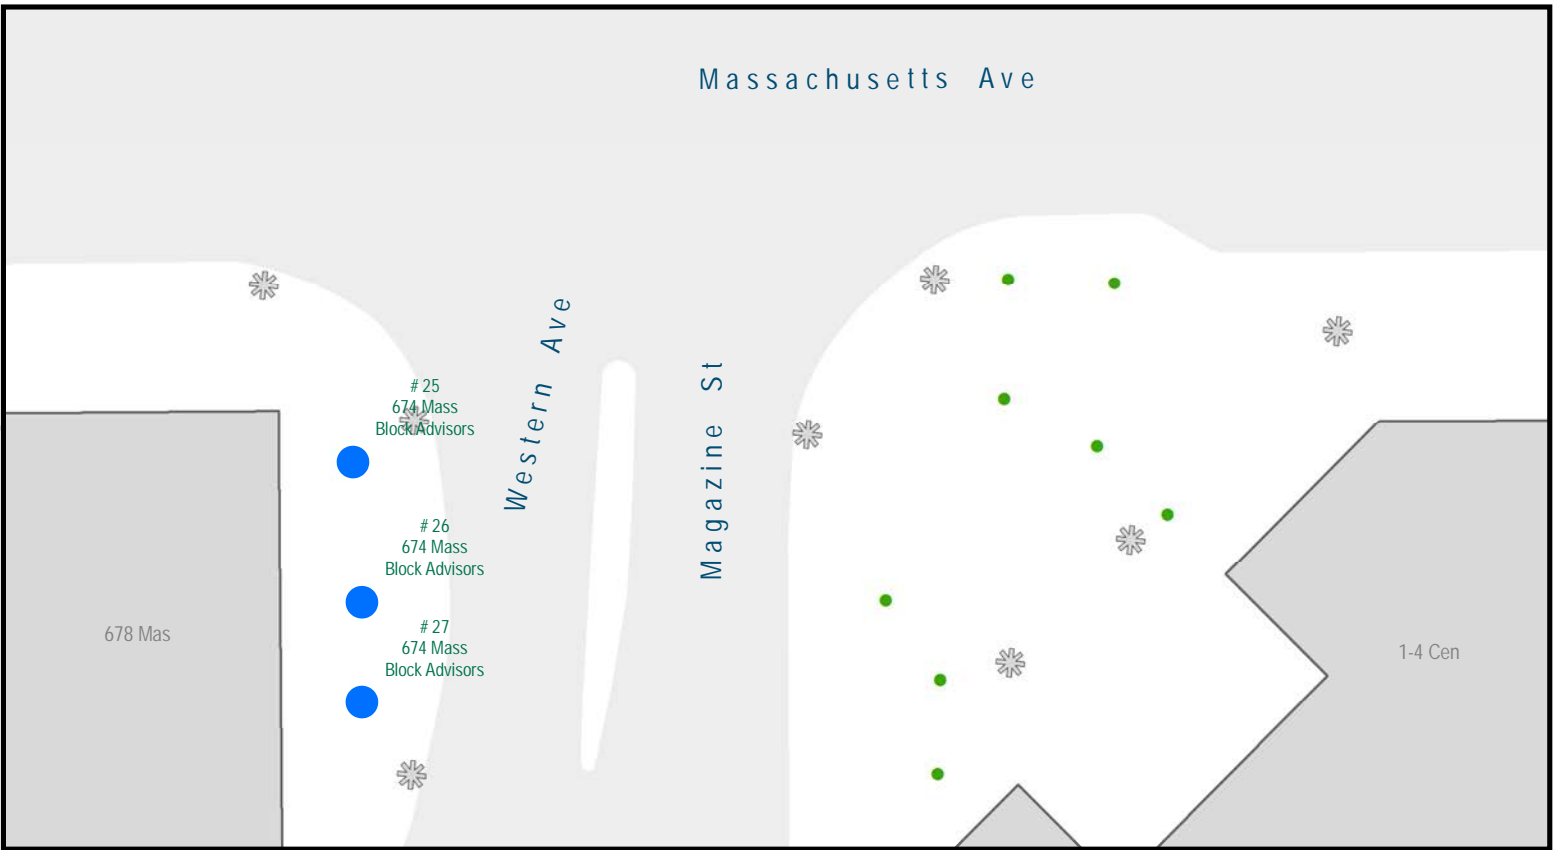 Massachusetts Ave
Western Ave
Magazine St
# 25
674 Mass
Block Advisors
# 26
674 Mass
Block Advisors
# 27
674 Mass
Block Advisors
678 Mas
1-4 Cen